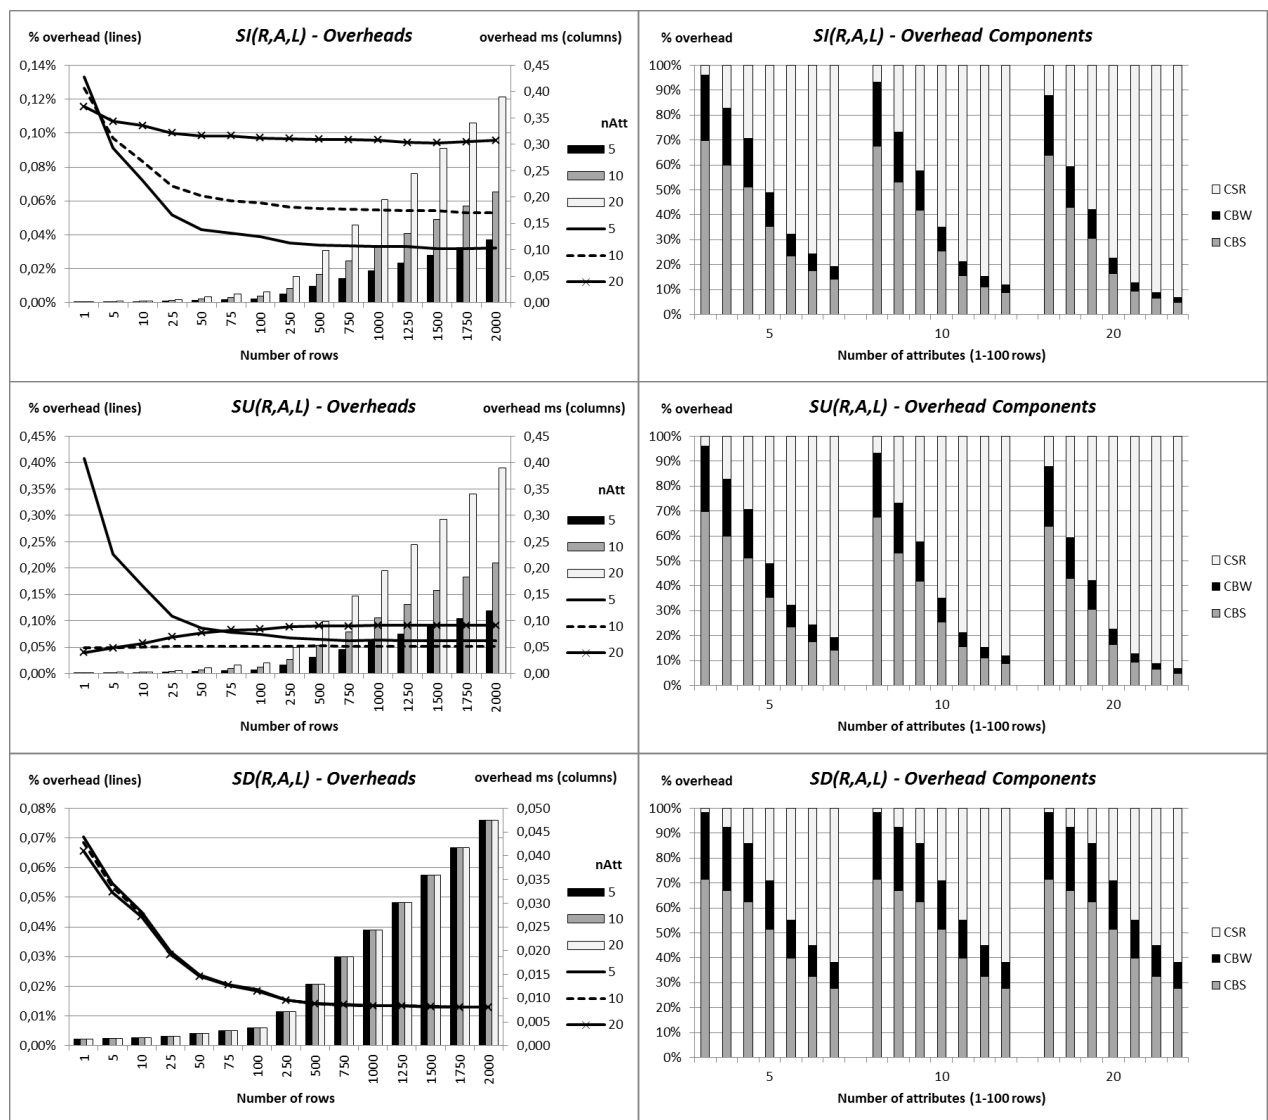 SI(R,A,L) - Overheads
% overhead (lines)
overhead ms (columns)
0,14%
0,12%
0,10%
0,08%
0,06%
0,04%
0,02%
0,00%
0,45
0,40
0,35
0,30
0,25
0,20
0,15
0,10
0,05
0,00
1 5 10 25 50 75 100 250 500 750 1000 1250 1500 1750 2000
Number of rows
nAtt
5
10
20
5
10
20
SI(R,A,L) - Overhead Components
% overhead
100%
90%
80%
70%
60%
50%
40%
30%
20%
10%
0%
5 10 20
Number of attributes (1-100 rows)
CSR
CBW
CBS
SU(R,A,L) - Overheads
% overhead (lines)
overhead ms (columns)
0,45%
0,40%
0,35%
0,30%
0,25%
0,20%
0,15%
0,10%
0,05%
0,00%
0,45
0,40
0,35
0,30
0,25
0,20
0,15
0,10
0,05
0,00
1 5 10 25 50 75 100 250 500 750 1000 1250 1500 1750 2000
Number of rows
nAtt
5
10
20
5
10
20
SU(R,A,L) - Overhead Components
% overhead
100%
90%
80%
70%
60%
50%
40%
30%
20%
10%
0%
5 10 20
Number of attributes (1-100 rows)
CSR
CBW
CBS
SD(R,A,L) - Overheads
% overhead (lines)
overhead ms (columns)
0,08%
0,07%
0,06%
0,05%
0,04%
0,03%
0,02%
0,01%
0,00%
0,050
0,045
0,040
0,035
0,030
0,025
0,020
0,015
0,010
0,005
0,000
1 5 10 25 50 75 100 250 500 750 1000 1250 1500 1750 2000
Number of rows
nAtt
5
10
20
5
10
20
SD(R,A,L) - Overhead Components
% overhead
100%
90%
80%
70%
60%
50%
40%
30%
20%
10%
0%
5 10 20
Number of attributes (1-100 rows)
CSR
CBW
CBS